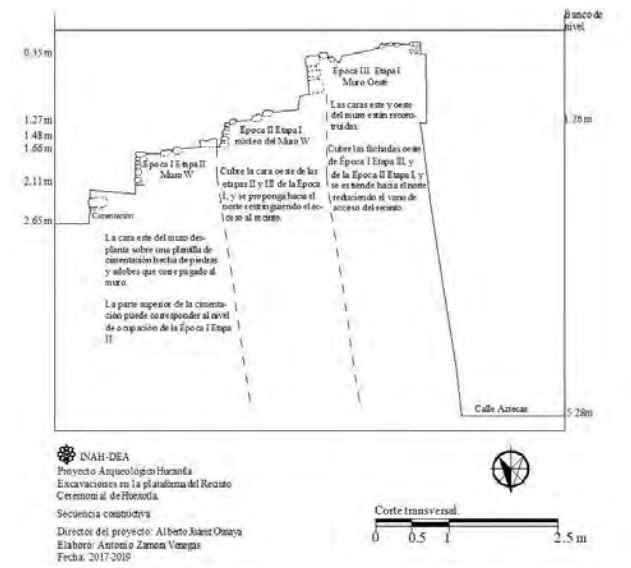 Banco de
nivel
0.35 m
Época III Etapa I
Muro Oeste
Las caras este y oeste
del muro están recons-
truidas.
1.27 m
1.48 m
1.66 m
1.26 m
Época II Etapa I
núcleo del Muro W
Cubre las fachadas oeste
de Época I Etapa III, y
de la Época II Etapa I, y
se extiende hacia el norte
reduciendo el vano de
acceso del recinto.
Época I Etapa II
Muro W
Cubre la cara oeste de las
etapas II y III de la Época
I, y se proponga hacia el
norte restringuiendo el ac-
ceso al recinto.
2.11 m
2.65 m
Cimentación
La cara este del muro des-
planta sobre una plantilla de
cimentación hecha de piedras
y adobes que corre pagado al
muro.
La parte superior de la cimenta-
ción puede corresponder al nivel
de ocupación de la Época I Etapa
II
Calle Aztecas
5.28m
INAH-DEA
Proyecto Arqueológico Huexotla
Excavaciones en la plataforma del Recinto
Ceremonial de Huexotla.
Secuencia constructiva
Director del proyecto: Alberto Juárez Osnaya
Elaboró: Antonio Zamora Venegas
Fecha: 2017-2019
Corte transversal.
0 0.5 1 2.5 m